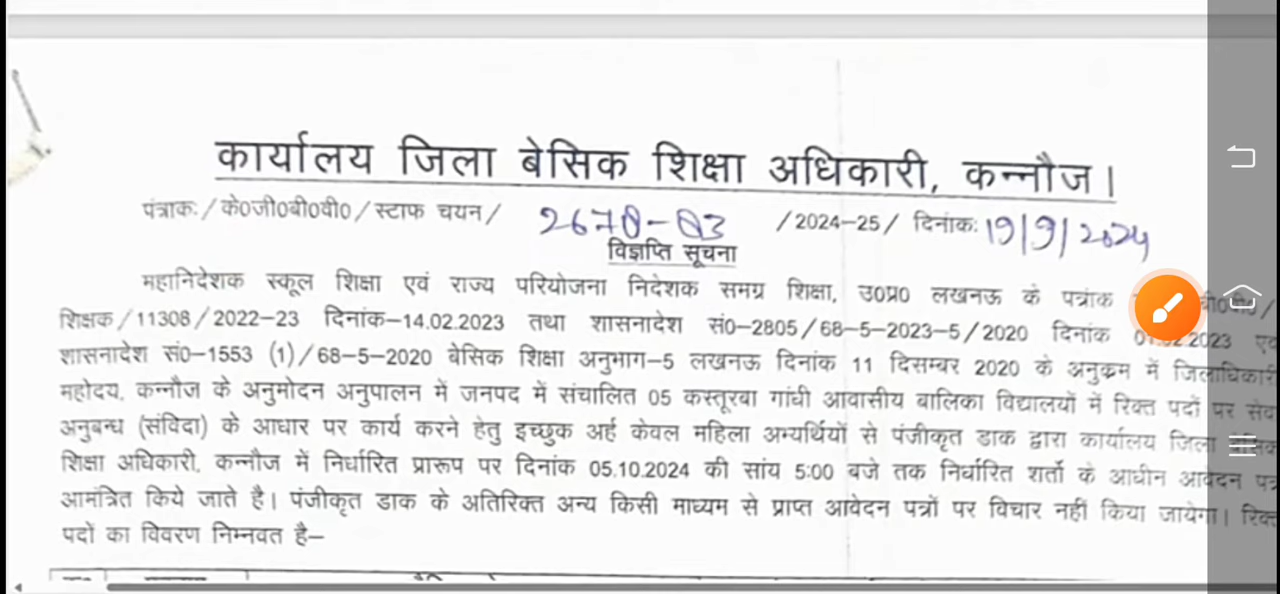 कार्यालय जिला बेसिक शिक्षा अधिकारी, कन्नौज।
पंत्राकः/के0जी0बी0वी0/स्टाफ चयन/ /2024-25/ दिनांकः 19/9/2024
विज्ञप्ति सूचना
महानिदेशक स्कूल शिक्षा एवं राज्य परियोजना निदेशक समग्र शिक्षा, उ0प्र0 लखनऊ के पत्रांक
शिक्षक/11308/2022-23 दिनांक-14.02.2023 तथा शासनादेश सं0-2805/68-5-2023-5/2020 दिनांक
शासनादेश सं0-1553 (1)/68-5-2020 बेसिक शिक्षा अनुभाग-5 लखनऊ दिनांक 11 दिसम्बर 2020 के अनुक्रम में जिलाधिकारी
महोदय, कन्नौज के अनुमोदन अनुपालन में जनपद में संचालित 05 कस्तूरबा गांधी आवासीय बालिका विद्यालयों में रिक्त पदों पर
अनुबन्ध (संविदा) के आधार पर कार्य करने हेतु इच्छुक अर्ह केवल महिला अभ्यर्थियों से पंजीकृत डाक द्वारा कार्यालय जिला
शिक्षा अधिकारी, कन्नौज में निर्धारित प्रारूप पर दिनांक 05.10.2024 की सांय 5:00 बजे तक निर्धारित शर्तो के आधीन आवेदन पत्र
आमंत्रित किये जाते है। पंजीकृत डाक के अतिरिक्त अन्य किसी माध्यम से प्राप्त आवेदन पत्रों पर विचार नहीं किया जायेगा।
पदों का विवरण निम्नवत है–